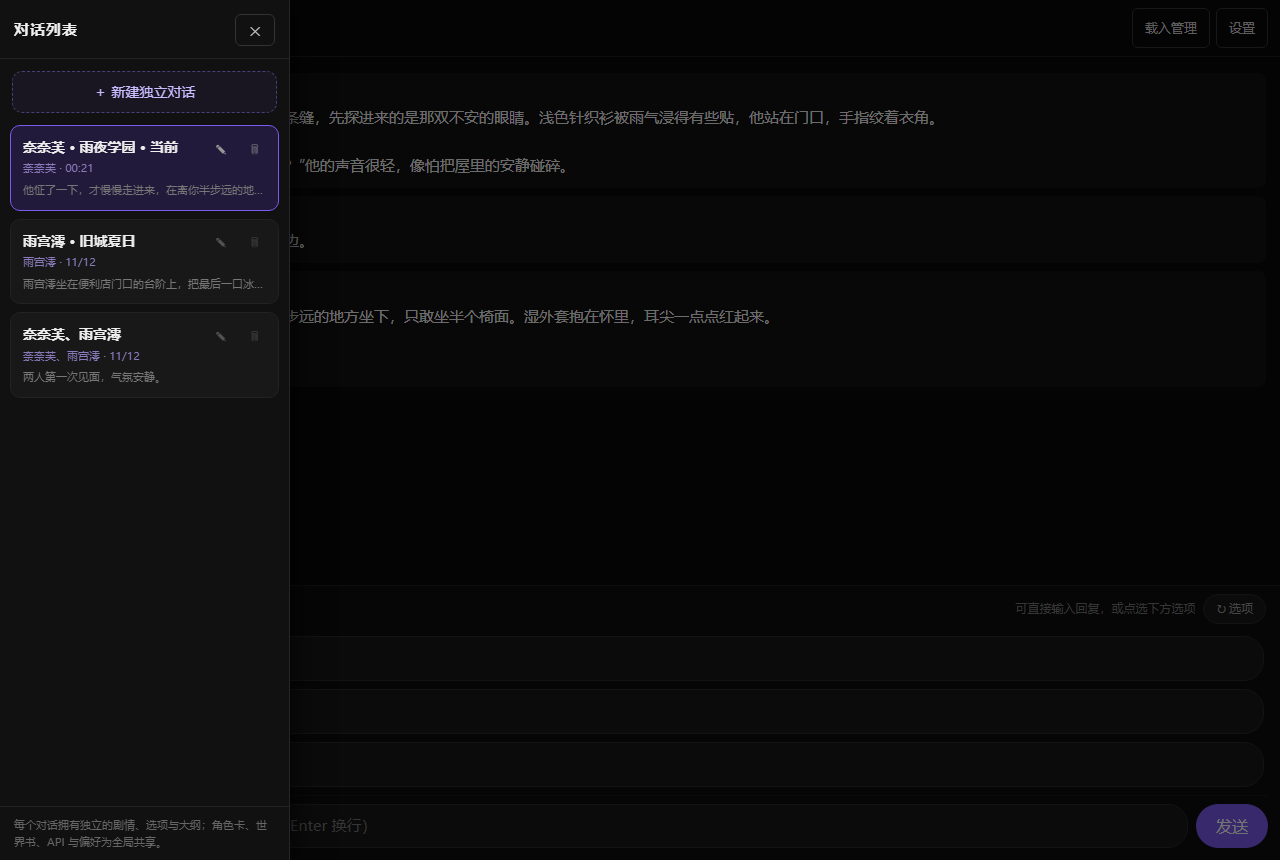 对话列表
×
+ 新建独立对话
奈奈芙 • 雨夜学园 • 当前
奈奈芙 · 00:21
他怔了一下，才慢慢走进来，在离你半步远的地...
雨宫澪 • 旧城夏日
雨宫澪 · 11/12
雨宫澪坐在便利店门口的台阶上，把最后一口冰...
奈奈芙、雨宫澪
奈奈芙、雨宫澪 · 11/12
两人第一次见面，气氛安静。
每个对话拥有独立的剧情、选项与大纲；角色卡、世
界书、API 与偏好为全局共享。
载入管理 设置
条缝，先探进来的是那双不安的眼睛。浅色针织衫被雨气浸得有些贴，他站在门口，手指绞着衣角。
”他的声音很轻，像怕把屋里的安静碰碎。
边。
步远的地方坐下，只敢坐半个椅面。湿外套抱在怀里，耳尖一点点红起来。
可直接输入回复，或点选下方选项 ↻ 选项
Enter 换行)
发送